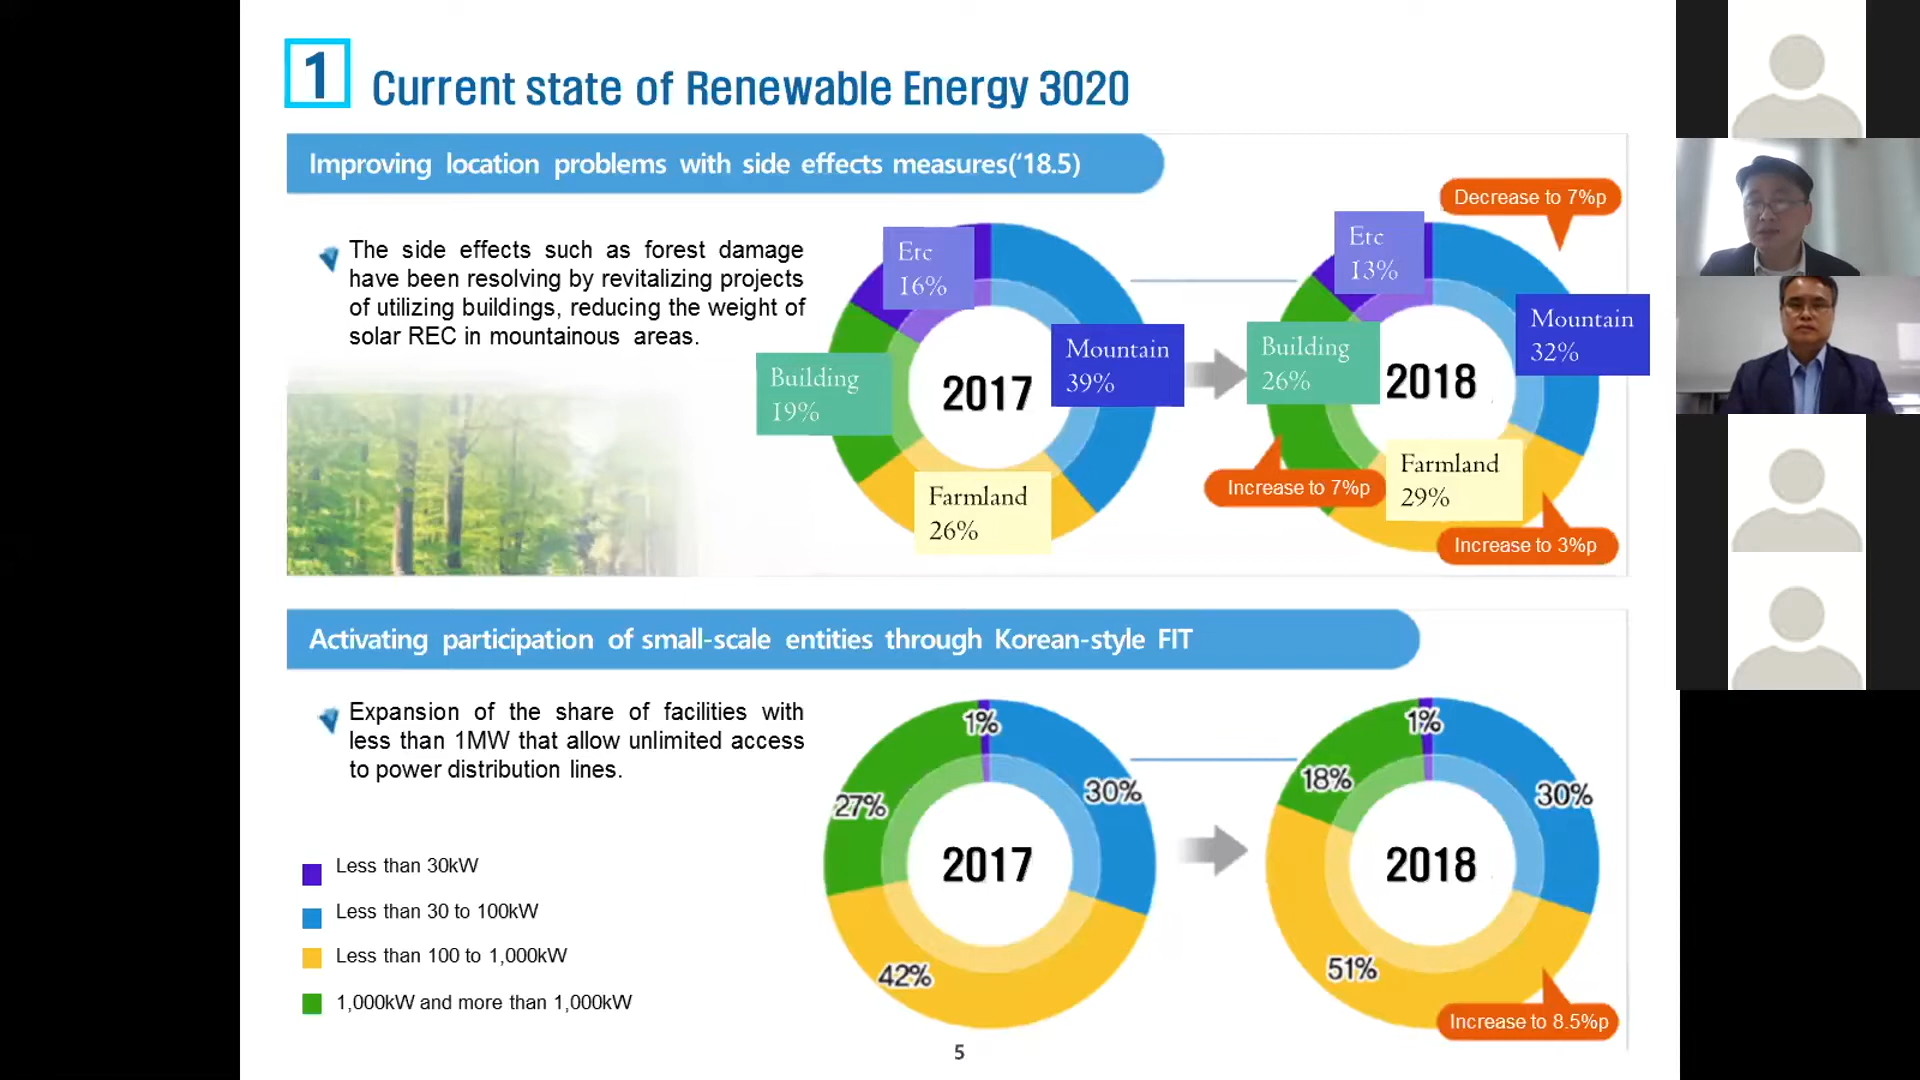 1
Current state of Renewable Energy 3020
Improving location problems with side effects measures(‘18.5)
The side effects such as forest damage
have been resolving by revitalizing projects
of utilizing buildings, reducing the weight of
solar REC in mountainous areas.
Etc
16%
Building
19%
2017
Mountain
39%
Farmland
26%
Decrease to 7%p
Etc
13%
Mountain
32%
Building
26%
2018
Farmland
29%
Increase to 7%p
Increase to 3%p
Activating participation of small-scale entities through Korean-style FIT
Expansion of the share of facilities with
less than 1MW that allow unlimited access
to power distribution lines.
Less than 30kW
Less than 30 to 100kW
Less than 100 to 1,000kW
1,000kW and more than 1,000kW
1%
30%
27%
2017
42%
1%
18%
30%
2018
51%
Increase to 8.5%p
5